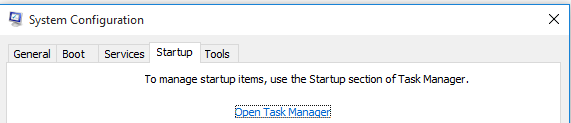 System Configuration
General Boot Services Startup Tools
To manage startup items, use the Startup section of Task Manager.
Open Task Manager